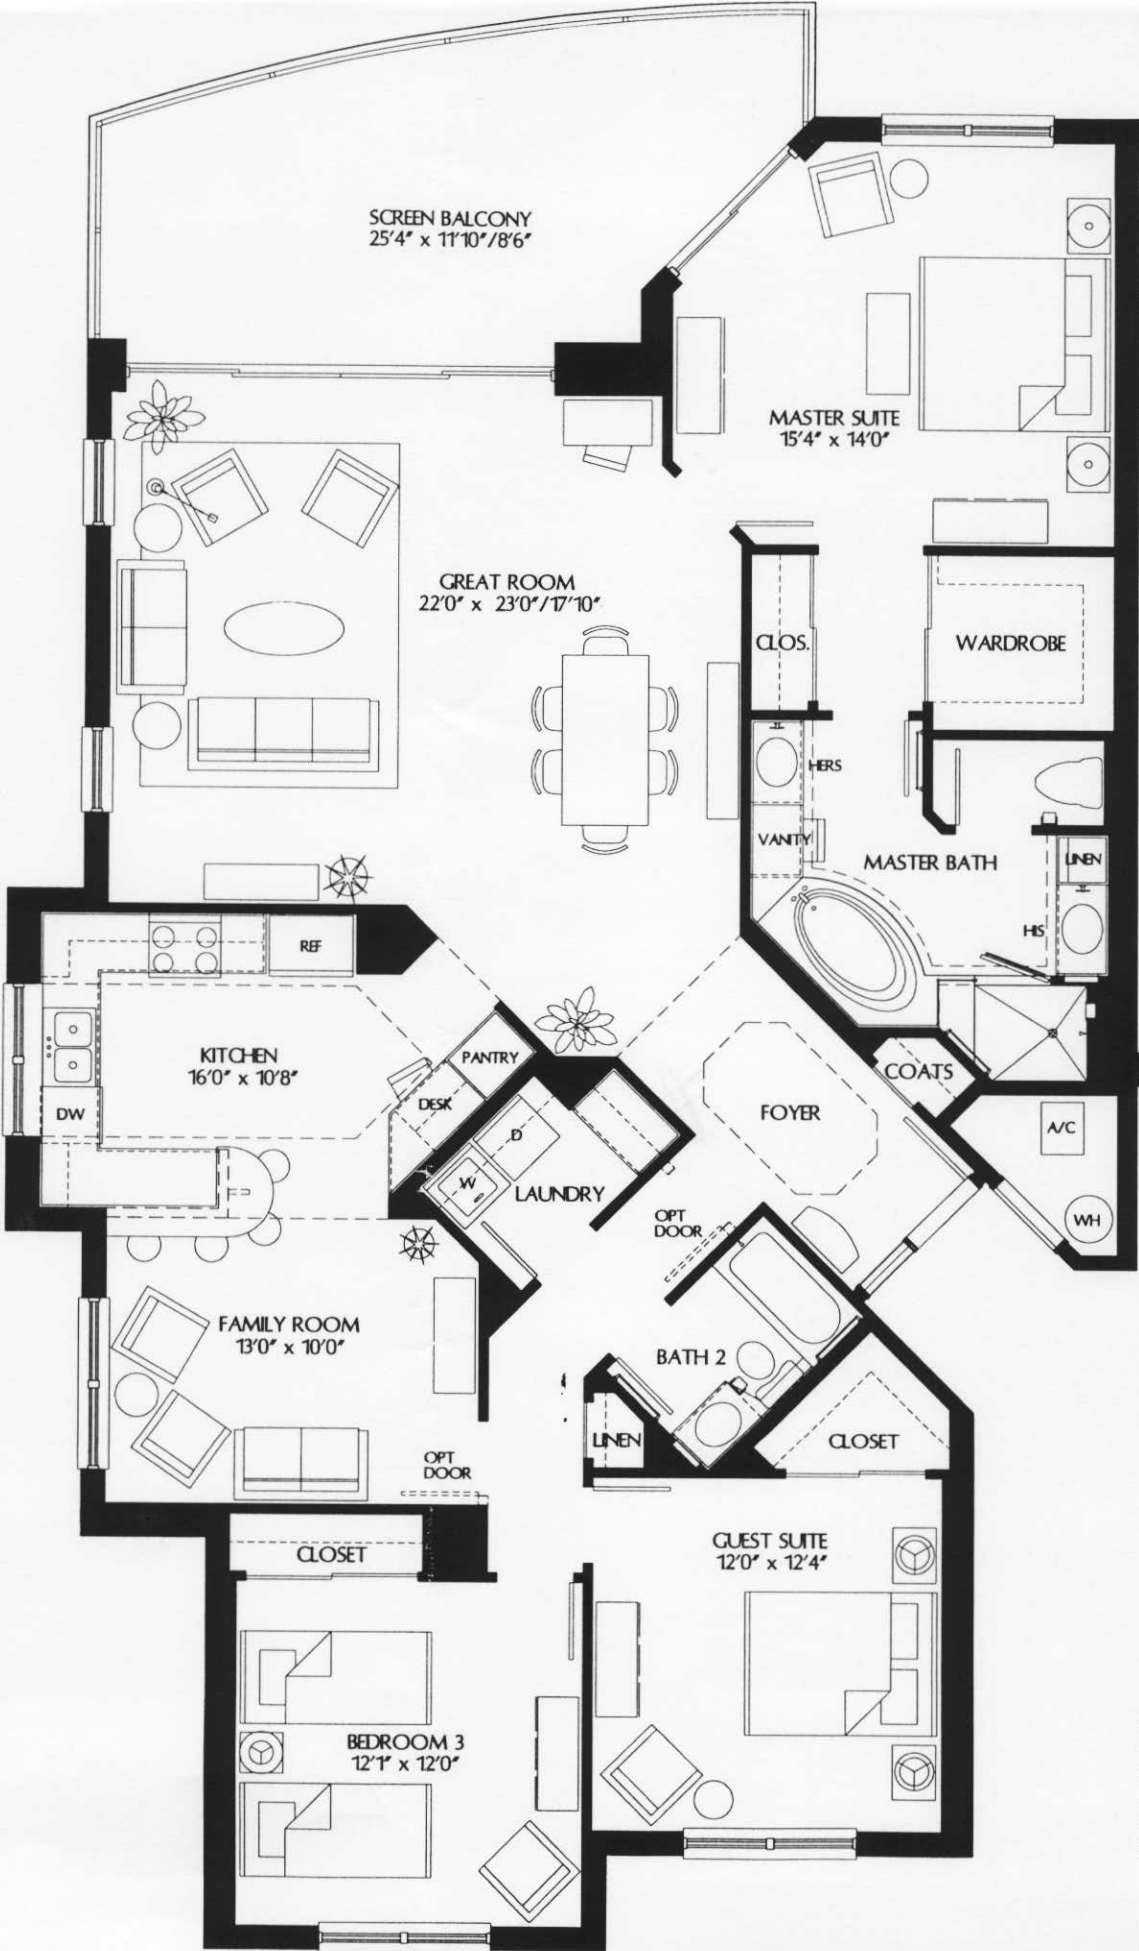 SCREEN BALCONY
25'4" x 11'10"/8'6"
MASTER SUITE
15'4" x 14'0"
GREAT ROOM
22'0" x 23'0"/17'10"
CLOS.
WARDROBE
HERS
VANITY
MASTER BATH
LINEN
HIS
REF
KITCHEN
16'0" x 10'8"
PANTRY
DESK
DW
COATS
FOYER
A/C
D
W
LAUNDRY
WH
OPT
DOOR
FAMILY ROOM
13'0" x 10'0"
BATH 2
LINEN
CLOSET
OPT
DOOR
CLOSET
GUEST SUITE
12'0" x 12'4"
BEDROOM 3
12'1" x 12'0"